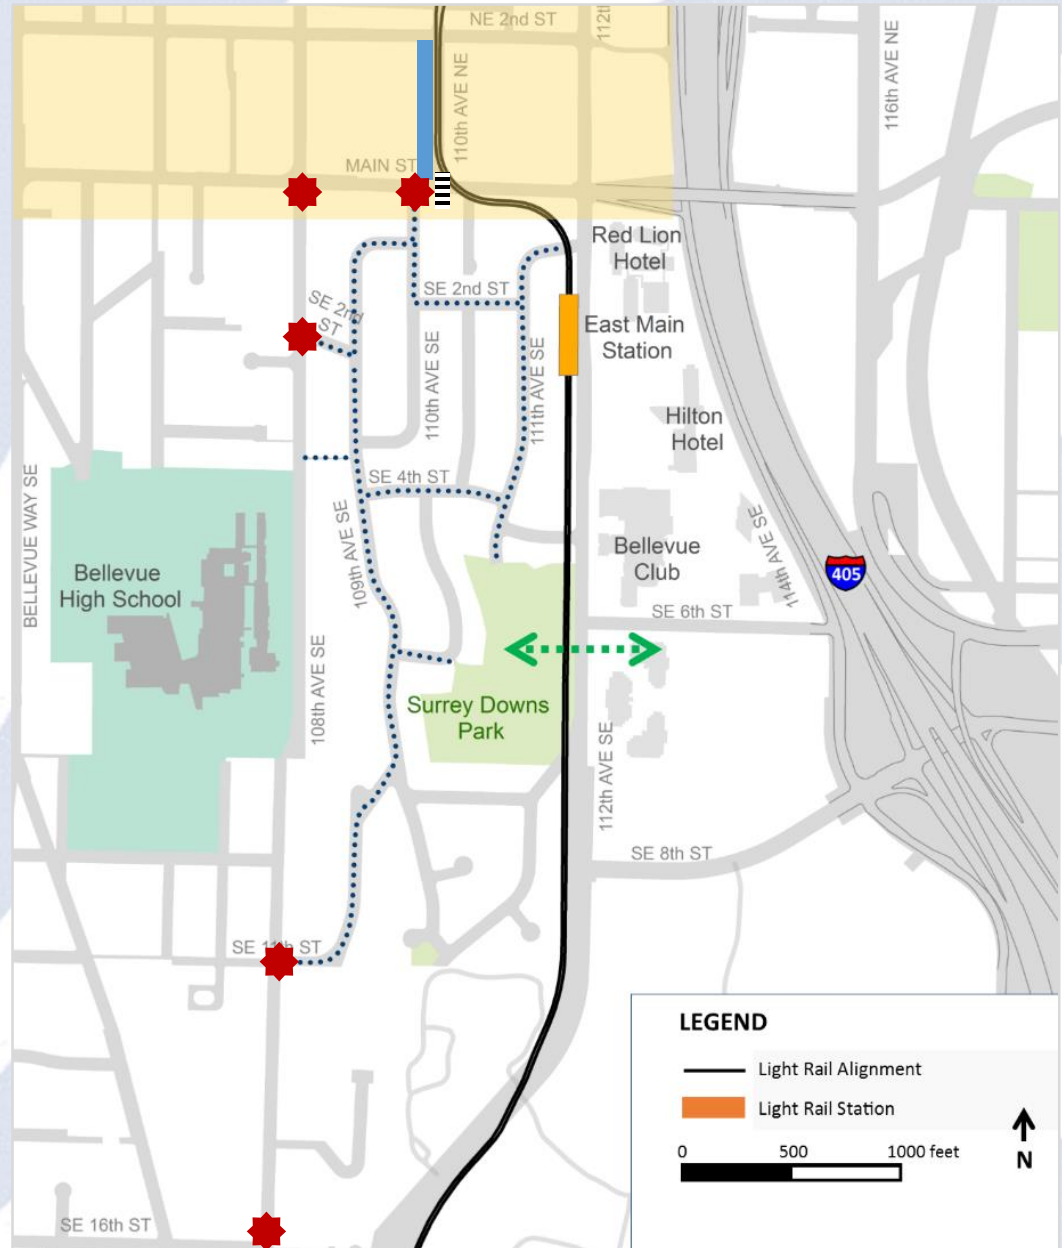 NE 2nd ST
112th
116th AVE NE
110th AVE NE
MAIN ST
Red Lion
Hotel
SE 2nd
ST
SE 2nd ST
East Main
Station
110th AVE SE
111th AVE SE
Hilton
Hotel
BELLEVUE WAY SE
SE 4th ST
109th AVE SE
114th AVE SE
Bellevue
Club
405
Bellevue
High School
SE 6th ST
108th AVE SE
Surrey Downs
Park
112th AVE SE
SE 8th ST
SE 11th ST
SE 16th ST
LEGEND
Light Rail Alignment
Light Rail Station
0 500 1000 feet
N